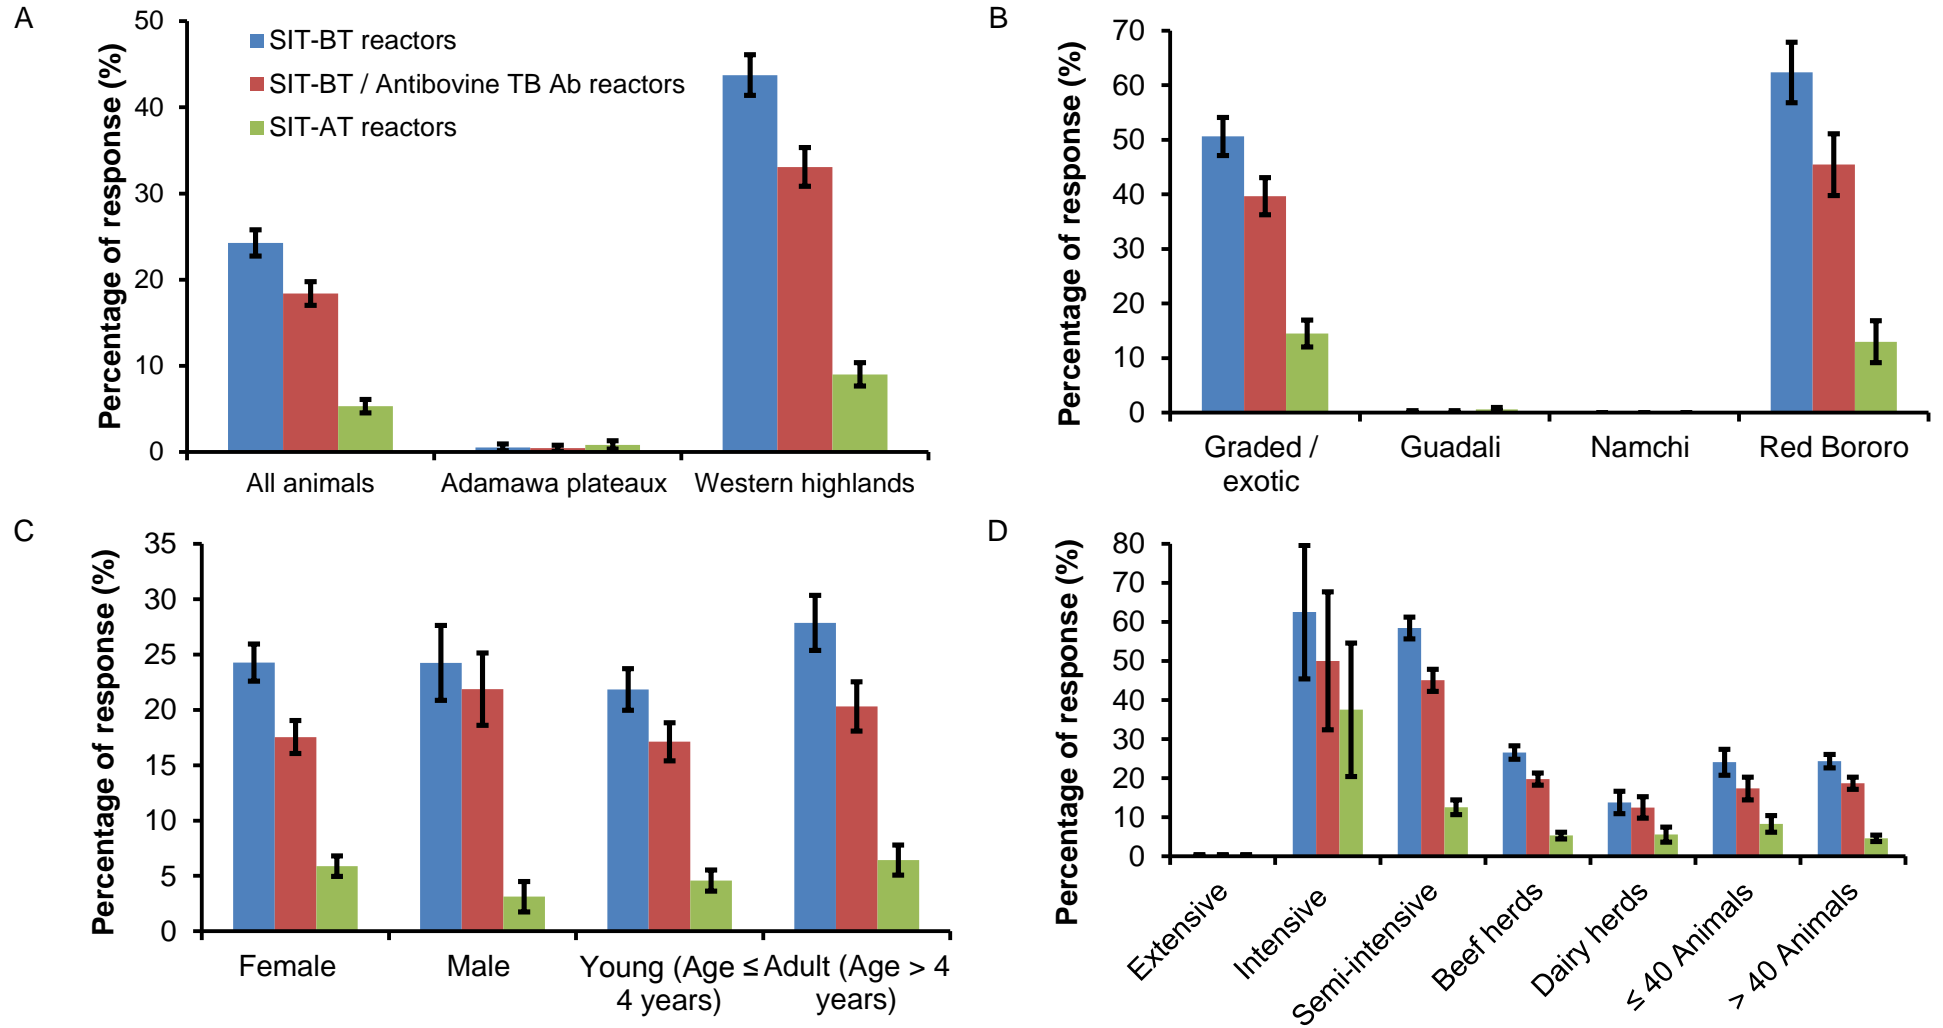 A
Percentage of response (%)
50
40
30
20
10
0
SIT-BT reactors
SIT-BT / Antibovine TB Ab reactors
SIT-AT reactors
All animals
Adamawa plateaux
Western highlands
B
Percentage of response (%)
70
60
50
40
30
20
10
0
Graded /
exotic
Guadali
Namchi
Red Bororo
C
Percentage of response (%)
35
30
25
20
15
10
5
0
Female
Male
Young (Age ≤
4 years)
Adult (Age > 4
years)
D
Percentage of response (%)
80
70
60
50
40
30
20
10
0
Extensive
Intensive
Semi-intensive
Beef herds
Dairy herds
≤ 40 Animals
> 40 Animals